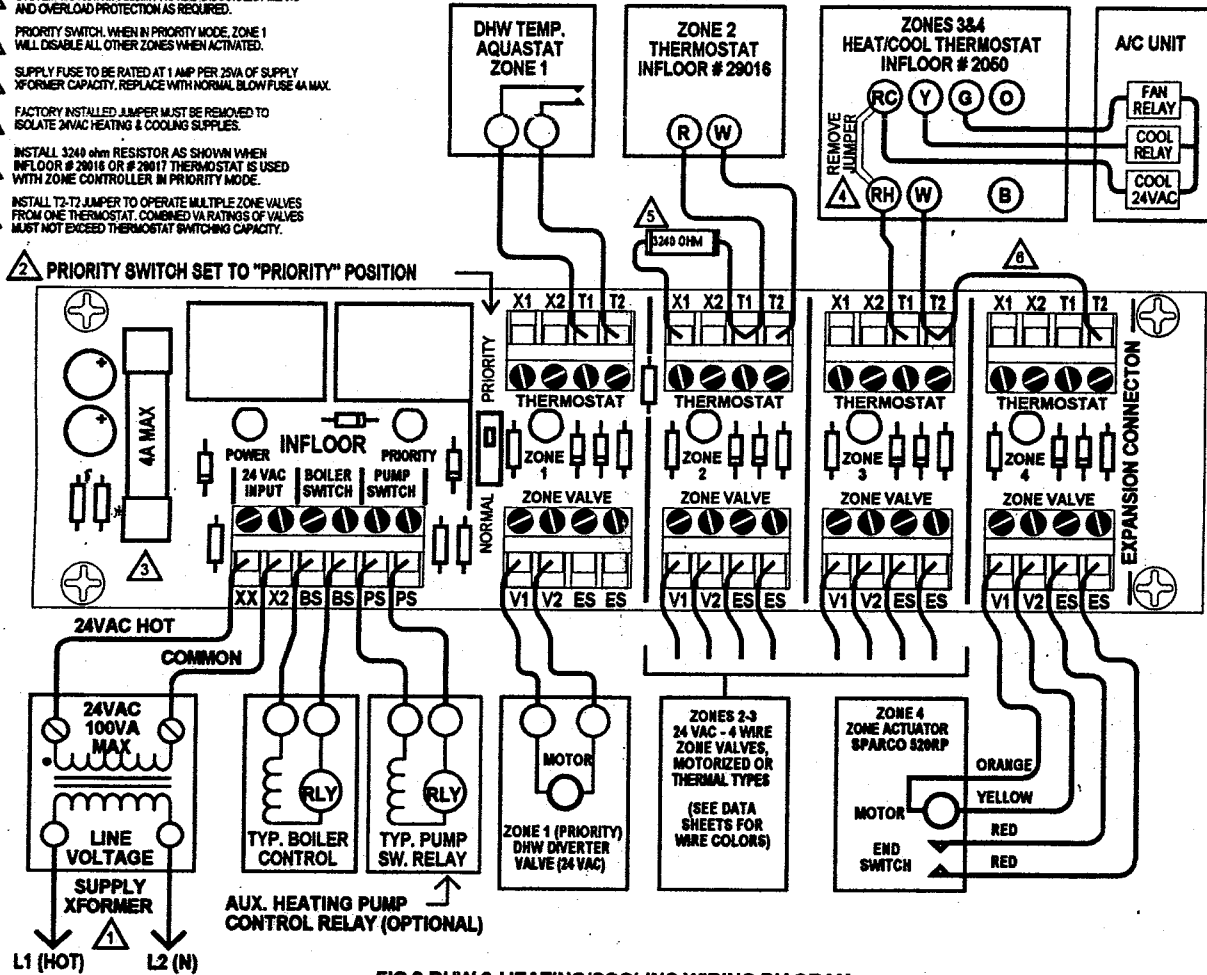 AND OVERLOAD PROTECTION AS REQUIRED.
PRIORITY SWITCH. WHEN IN PRIORITY MODE, ZONE 1
WILL DISABLE ALL OTHER ZONES WHEN ACTIVATED.
SUPPLY FUSE TO BE RATED AT 1 AMP PER 25VA OF SUPPLY
XFORMER CAPACITY. REPLACE WITH NORMAL BLOW FUSE 4A MAX.
FACTORY INSTALLED JUMPER MUST BE REMOVED TO
ISOLATE 24VAC HEATING & COOLING SUPPLIES.
INSTALL 3240 ohm RESISTOR AS SHOWN WHEN
INFLOOR # 29016 OR # 29017 THERMOSTAT IS USED
WITH ZONE CONTROLLER IN PRIORITY MODE.
INSTALL T2-T2 JUMPER TO OPERATE MULTIPLE ZONE VALVES
FROM ONE THERMOSTAT. COMBINED VA RATINGS OF VALVES
MUST NOT EXCEED THERMOSTAT SWITCHING CAPACITY.
DHW TEMP.
AQUASTAT
ZONE 1
ZONE 2
THERMOSTAT
INFLOOR # 29016
R W
ZONES 3&4
HEAT/COOL THERMOSTAT
INFLOOR # 2050
RC Y G O
REMOVE
JUMPER
4
RH W B
A/C UNIT
FAN
RELAY
COOL
RELAY
COOL
24VAC
5
3240 OHM
6
2 PRIORITY SWITCH SET TO "PRIORITY" POSITION
X1 X2 T1 T2
X1 X2 T1 T2
X1 X2 T1 T2
X1 X2 T1 T2
4A MAX
3
POWER
INFLOOR
PRIORITY
24 VAC
INPUT
BOILER
SWITCH
PUMP
SWITCH
PRIORITY
NORMAL
THERMOSTAT
THERMOSTAT
THERMOSTAT
THERMOSTAT
ZONE
1
ZONE
2
ZONE
3
ZONE
4
ZONE VALVE
ZONE VALVE
ZONE VALVE
ZONE VALVE
EXPANSION CONNECTON
XX X2 BS BS PS PS
V1 V2 ES ES
V1 V2 ES ES
V1 V2 ES ES
V1 V2 ES ES
24VAC HOT
COMMON
24VAC
100VA
MAX
LINE
VOLTAGE
SUPPLY
XFORMER
1
L1 (HOT)
L2 (N)
RLY
TYP. BOILER
CONTROL
RLY
TYP. PUMP
SW. RELAY
AUX. HEATING PUMP
CONTROL RELAY (OPTIONAL)
MOTOR
ZONE 1 (PRIORITY)
DHW DIVERTER
VALVE (24 VAC)
ZONES 2-3
24 VAC - 4 WIRE
ZONE VALVES,
MOTORIZED OR
THERMAL TYPES
(SEE DATA
SHEETS FOR
WIRE COLORS)
ZONE 4
ZONE ACTUATOR
SPARCO 520RP
MOTOR
END
SWITCH
ORANGE
YELLOW
RED
RED